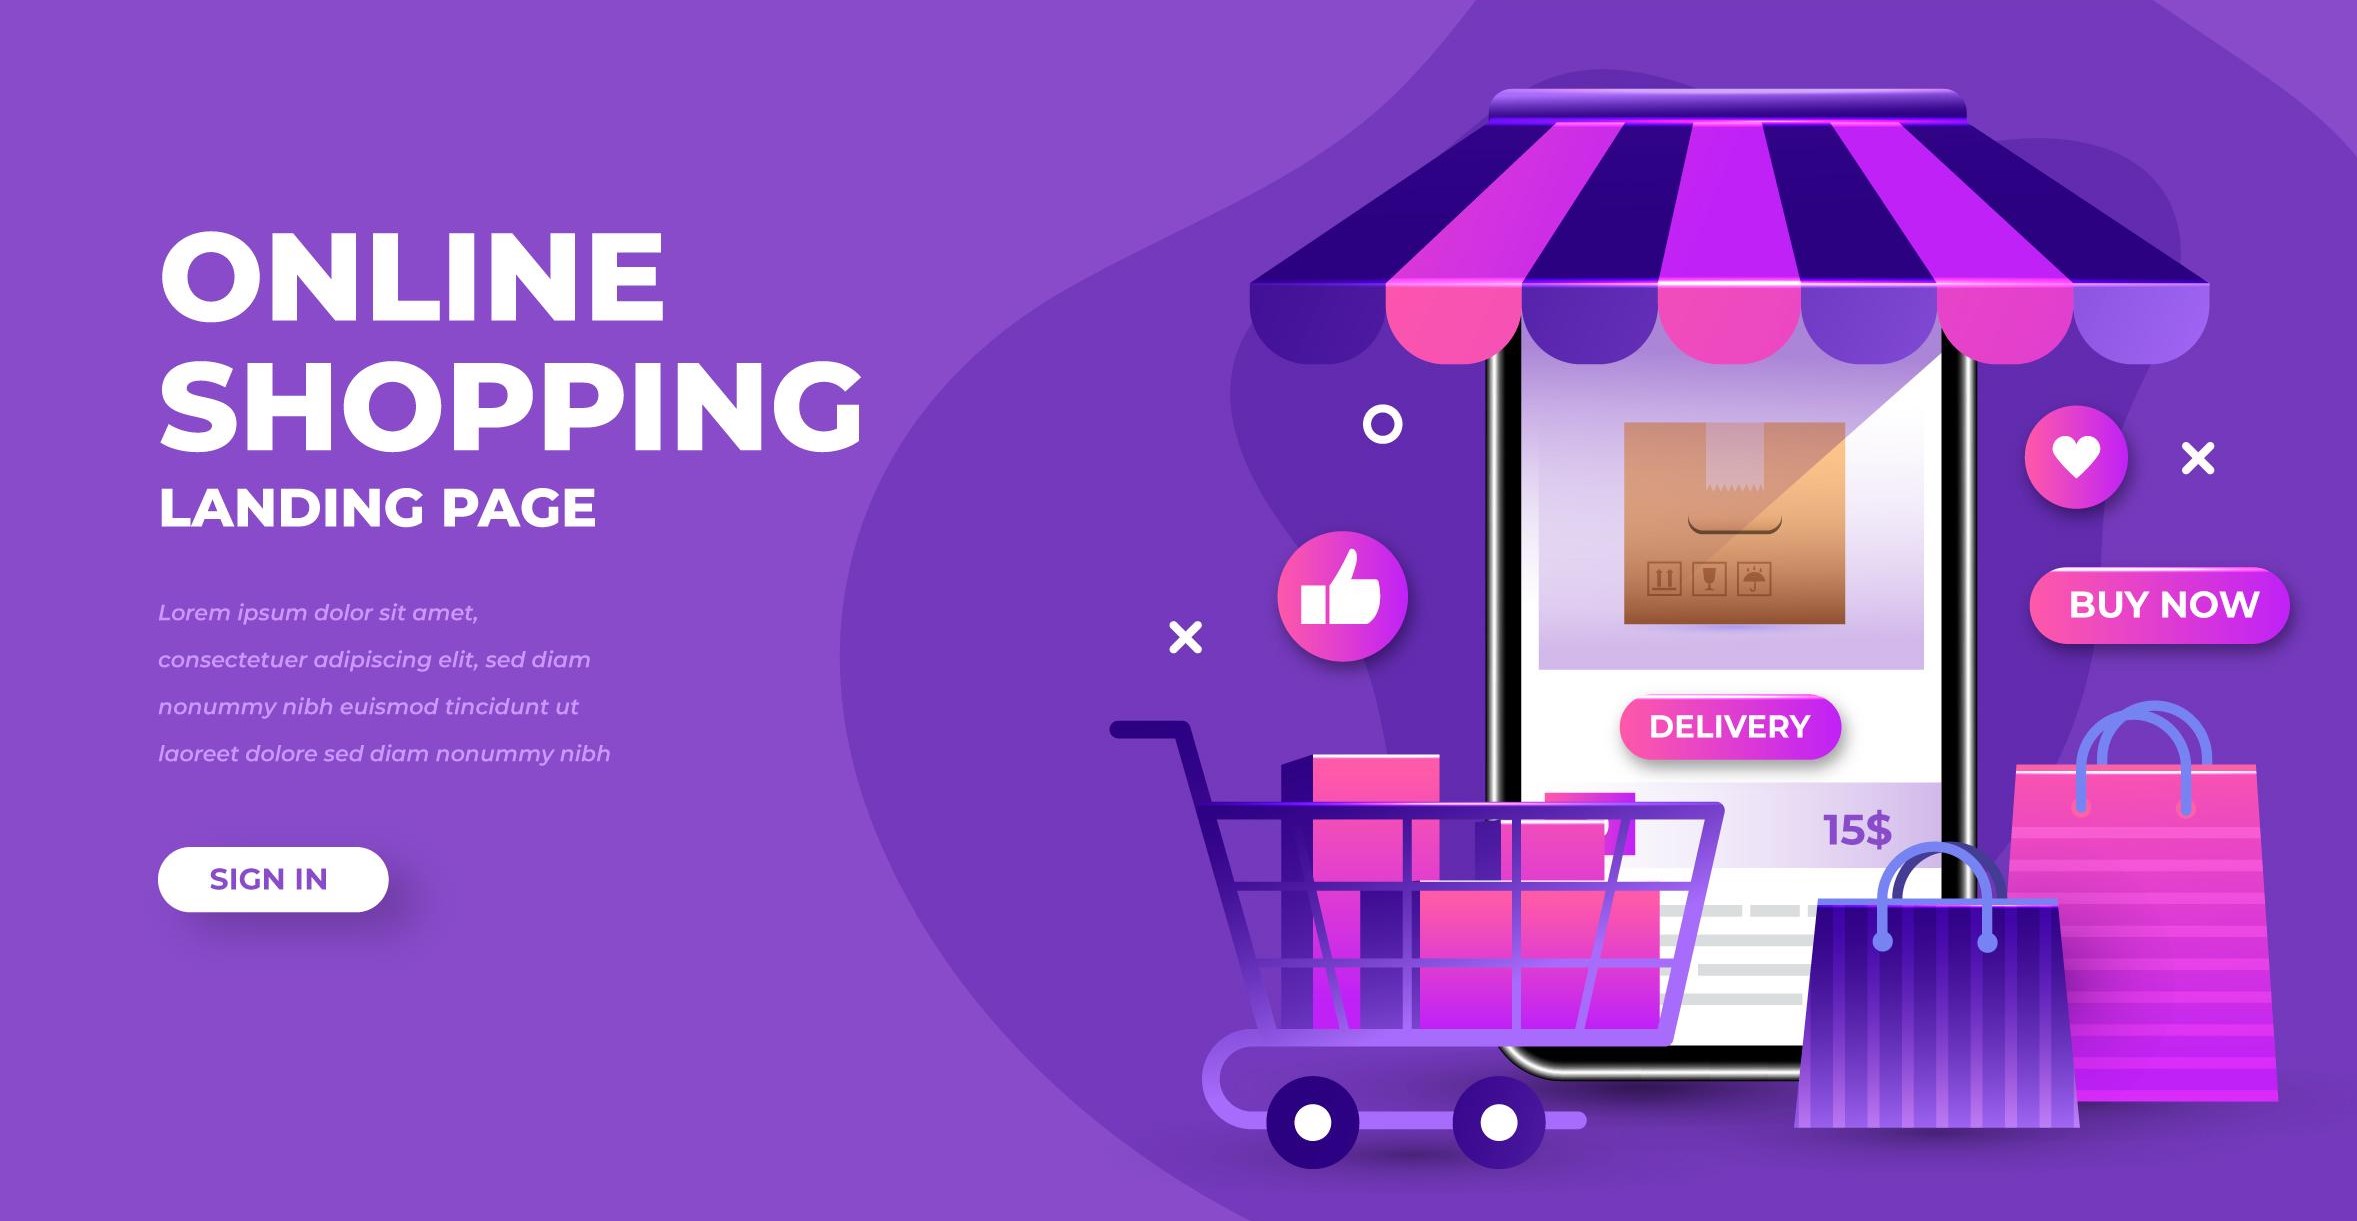 ONLINE
SHOPPING
LANDING PAGE
Lorem ipsum dolor sit amet,
consectetuer adipiscing elit, sed diam
nonummy nibh euismod tincidunt ut
laoreet dolore sed diam nonummy nibh
SIGN IN
BUY NOW
DELIVERY
15$